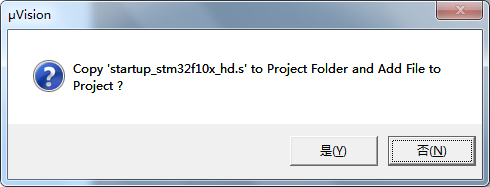 µVision
Copy 'startup_stm32f10x_hd.s' to Project Folder and Add File to
Project ?
是(Y)
否(N)